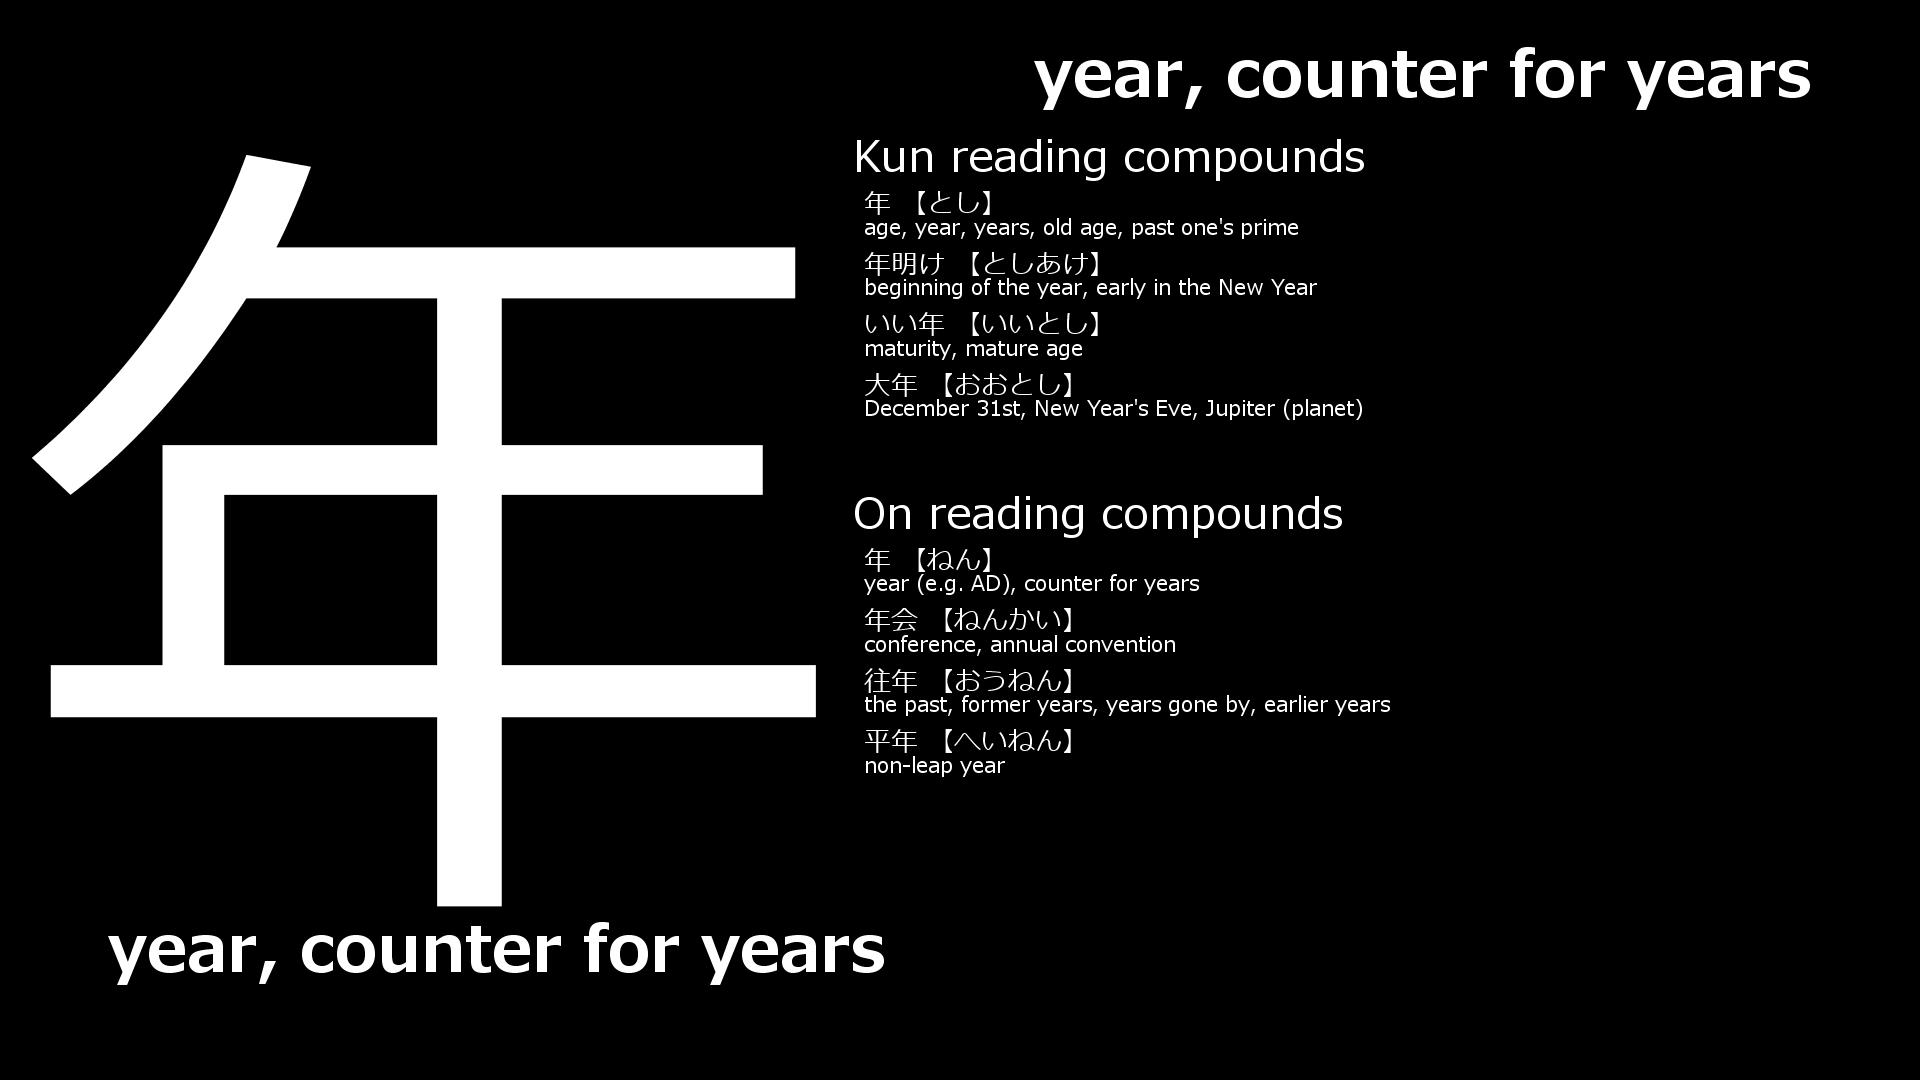 year, counter for years
年
Kun reading compounds
年 【とし】
age, year, years, old age, past one's prime
年明け 【としあけ】
beginning of the year, early in the New Year
いい年 【いいとし】
maturity, mature age
大年 【おおとし】
December 31st, New Year's Eve, Jupiter (planet)
On reading compounds
年 【ねん】
year (e.g. AD), counter for years
年会 【ねんかい】
conference, annual convention
往年 【おうねん】
the past, former years, years gone by, earlier years
平年 【へいねん】
non-leap year
year, counter for years